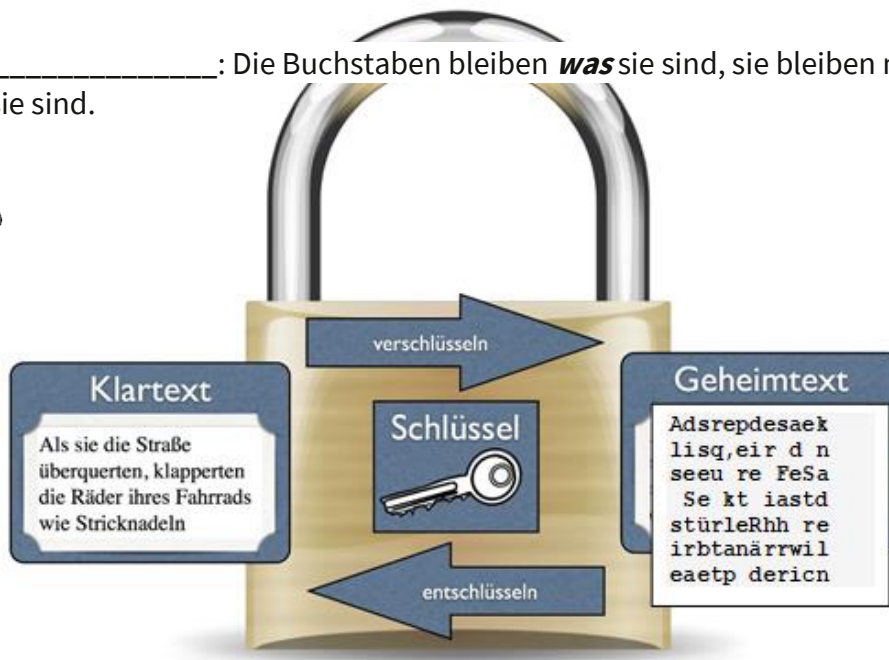 ______________: Die Buchstaben bleiben was sie sind, sie bleiben
sie sind.
verschlüsseln
Klartext
Als sie die Straße
überquerten, klapperten
die Räder ihres Fahrrads
wie Stricknadeln
Schlüssel
Geheimtext
Adsrepdesaek
lisq,eir d n
seeu re FeSa
 Se kt iastd
stürleRhh re
irbtanärrwil
eaetp dericn
entschlüsseln